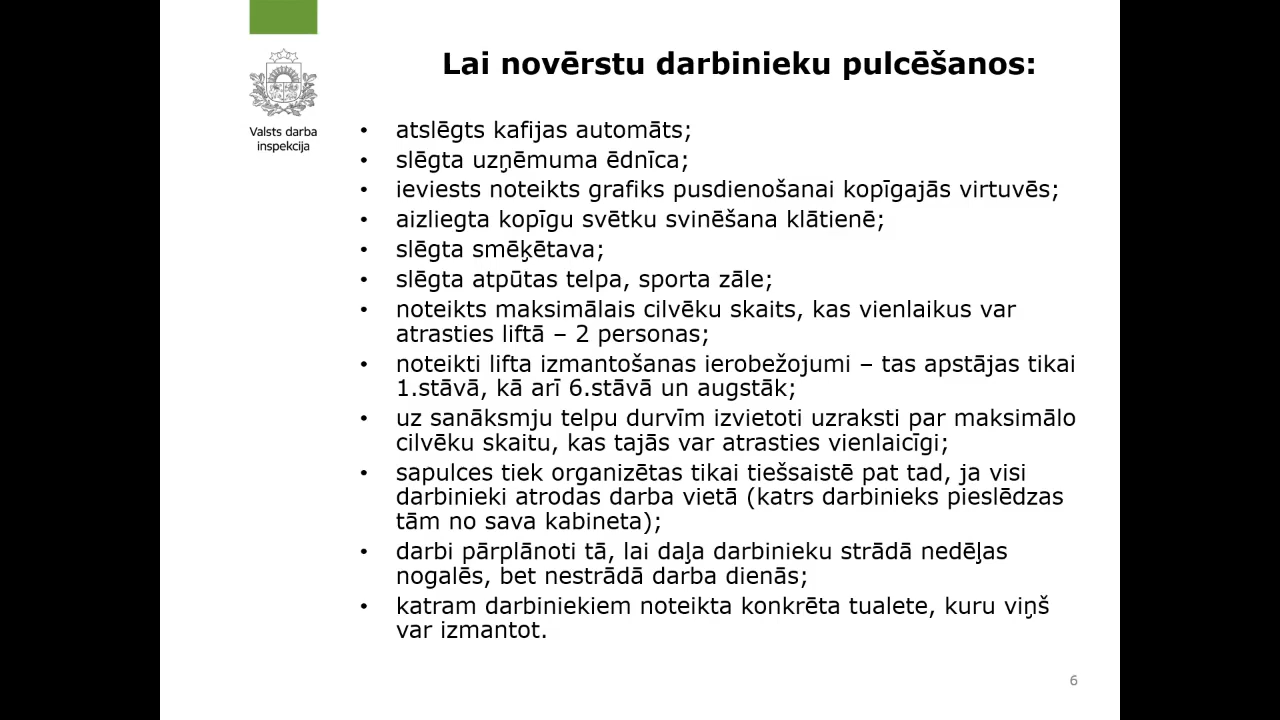 Lai novērstu darbinieku pulcēšanos:
Valsts darba
inspekcija
• atslēgts kafijas automāts;
• slēgta uzņēmuma ēdnīca;
• ieviests noteikts grafiks pusdienošanai kopīgajās virtuvēs;
• aizliegta kopīgu svētku svinēšana klātienē;
• slēgta smēķētava;
• slēgta atpūtas telpa, sporta zāle;
• noteikts maksimālais cilvēku skaits, kas vienlaikus var
atrasties liftā – 2 personas;
• noteikti lifta izmantošanas ierobežojumi – tas apstājas tikai
1.stāvā, kā arī 6.stāvā un augstāk;
• uz sanāksmju telpu durvīm izvietoti uzraksti par maksimālo
cilvēku skaitu, kas tajās var atrasties vienlaicīgi;
• sapulces tiek organizētas tikai tiešsaistē pat tad, ja visi
darbinieki atrodas darba vietā (katrs darbinieks pieslēdzas
tām no sava kabineta);
• darbi pārplānoti tā, lai daļa darbinieku strādā nedēļas
nogalēs, bet nestrādā darba dienās;
• katram darbiniekiem noteikta konkrēta tualete, kuru viņš
var izmantot.
6